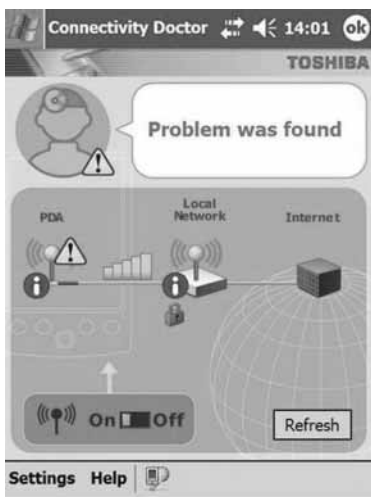 Connectivity Doctor 14:01 ok
TOSHIBA
Problem was found
PDA
Local
Network
Internet
On Off
Refresh
Settings Help